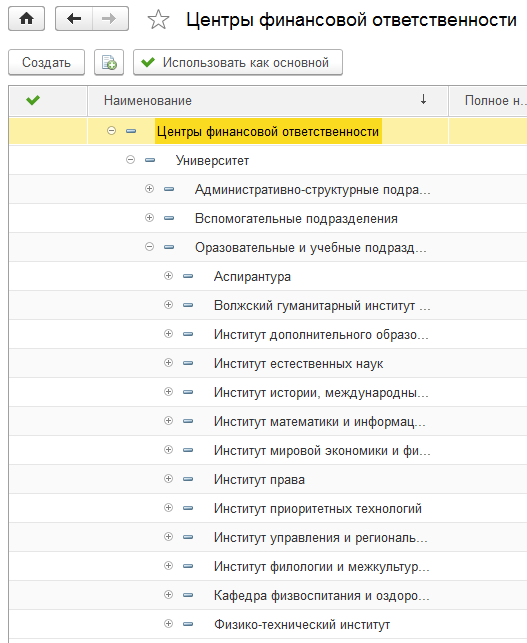 Центры финансовой ответственности
Создать Использовать как основной
Наименование ↓ Полное н...
Центры финансовой ответственности
Университет
Административно-структурные подра...
Вспомогательные подразделения
Оразовательные и учебные подразд...
Аспирантура
Волжский гуманитарный институт ...
Институт дополнительного образо...
Институт естественных наук
Институт истории, международны...
Институт математики и информац...
Институт мировой экономики и фи...
Институт права
Институт приоритетных технологий
Институт управления и региональ...
Институт филологии и межкультур...
Кафедра физвоспитания и оздоро...
Физико-технический институт